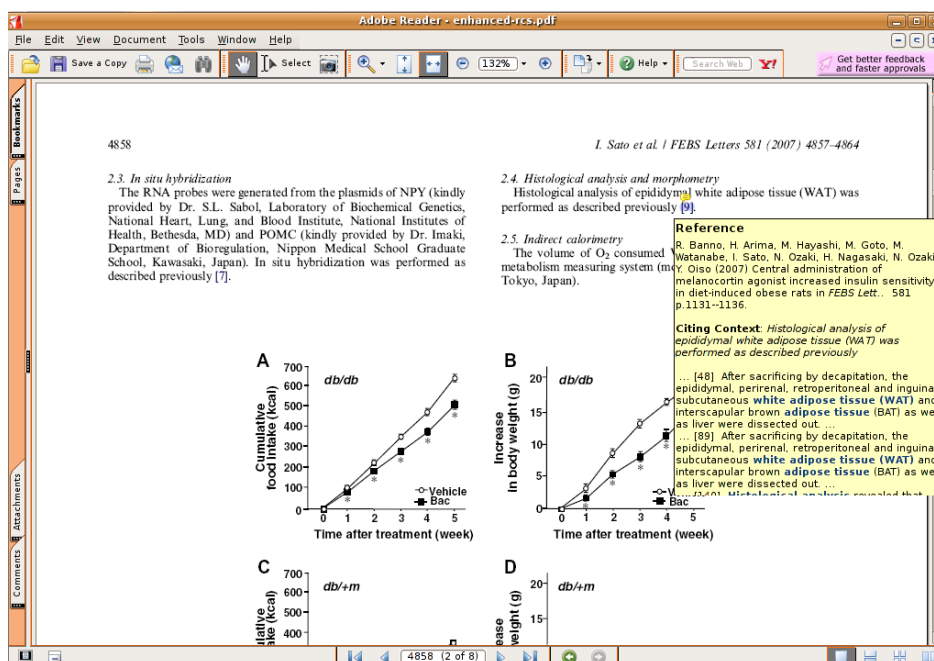 Adobe Reader - enhanced-rcs.pdf
File Edit View Document Tools Window Help
Save a Copy Select 132% Help Search Web Y! Get better feedback
and faster approvals
Bookmarks
Pages
Attachments
Comments
4858 I. Sato et al. / FEBS Letters 581 (2007) 4857–4864
2.3. In situ hybridization
The RNA probes were generated from the plasmids of NPY (kindly
provided by Dr. S.L. Sabol, Laboratory of Biochemical Genetics,
National Heart, Lung, and Blood Institute, National Institutes of
Health, Bethesda, MD) and POMC (kindly provided by Dr. Imaki,
Department of Bioregulation, Nippon Medical School Graduate
School, Kawasaki, Japan). In situ hybridization was performed as
described previously [7].
2.4. Histological analysis and morphometry
Histological analysis of epididymal white adipose tissue (WAT) was
performed as described previously [9].
2.5. Indirect calorimetry
The volume of O2 consumed
metabolism measuring system
Tokyo, Japan).
Reference
R. Banno, H. Arima, M. Hayashi, M. Goto, M.
Watanabe, I. Sato, N. Ozaki, H. Nagasaki, N. Ozaki
Y. Oiso (2007) Central administration of
melanocortin agonist increased insulin sensitivity
in diet-induced obese rats in FEBS Lett.. 581
p.1131--1136.
Citing Context: Histological analysis of
epididymal white adipose tissue (WAT) was
performed as described previously
... [48] After sacrificing by decapitation, the
epididymal, perirenal, retroperitoneal and inguina
subcutaneous white adipose tissue (WAT) and
interscapular brown adipose tissue (BAT) as we
as liver were dissected out. ...
... [89] After sacrificing by decapitation, the
epididymal, perirenal, retroperitoneal and inguina
subcutaneous white adipose tissue (WAT) and
interscapular brown adipose tissue (BAT) as we
as liver were dissected out. ...
... [140] Histological analysis revealed that
A
db/db
Cumulative
food Intake (kcal)
700
600
500
400
300
200
100
0
Vehicle
Bac
* * * * *
0 1 2 3 4 5
Time after treatment (week)
B
db/db
Increase
In body weight (g)
20
15
10
5
0
V
Bac
* * * *
0 1 2 3 4 5
Time after treatment (week)
C
db/+m
700
600
500
400
D
db/+m
20
15
4858 (2 of 8)